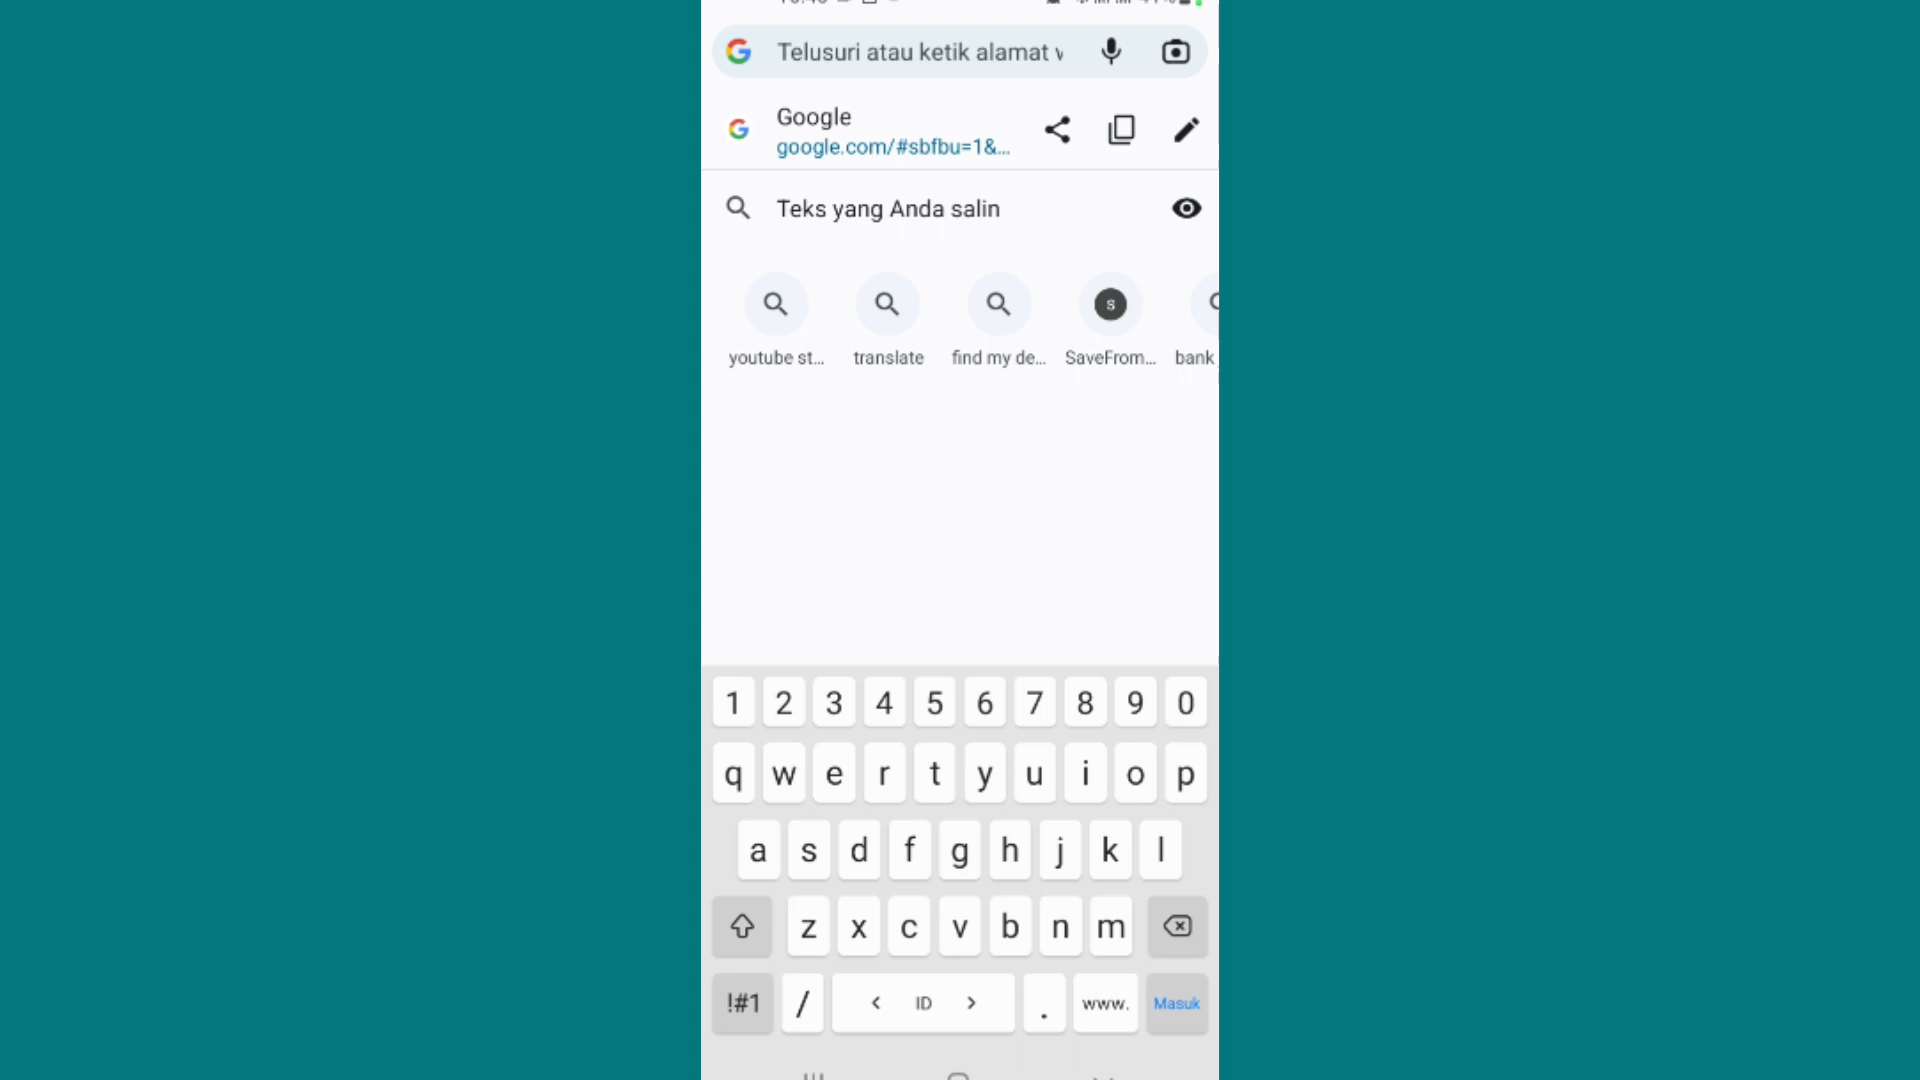 Telusuri atau ketik alamat
Google
google.com/#sbfbu=1&...
Teks yang Anda salin
s
youtube st...
translate
find my de...
SaveFrom...
bank
1 2 3 4 5 6 7 8 9 0
q w e r t y u i o p
a s d f g h j k l
z x c v b n m
!#1 / < ID > . www. Masuk